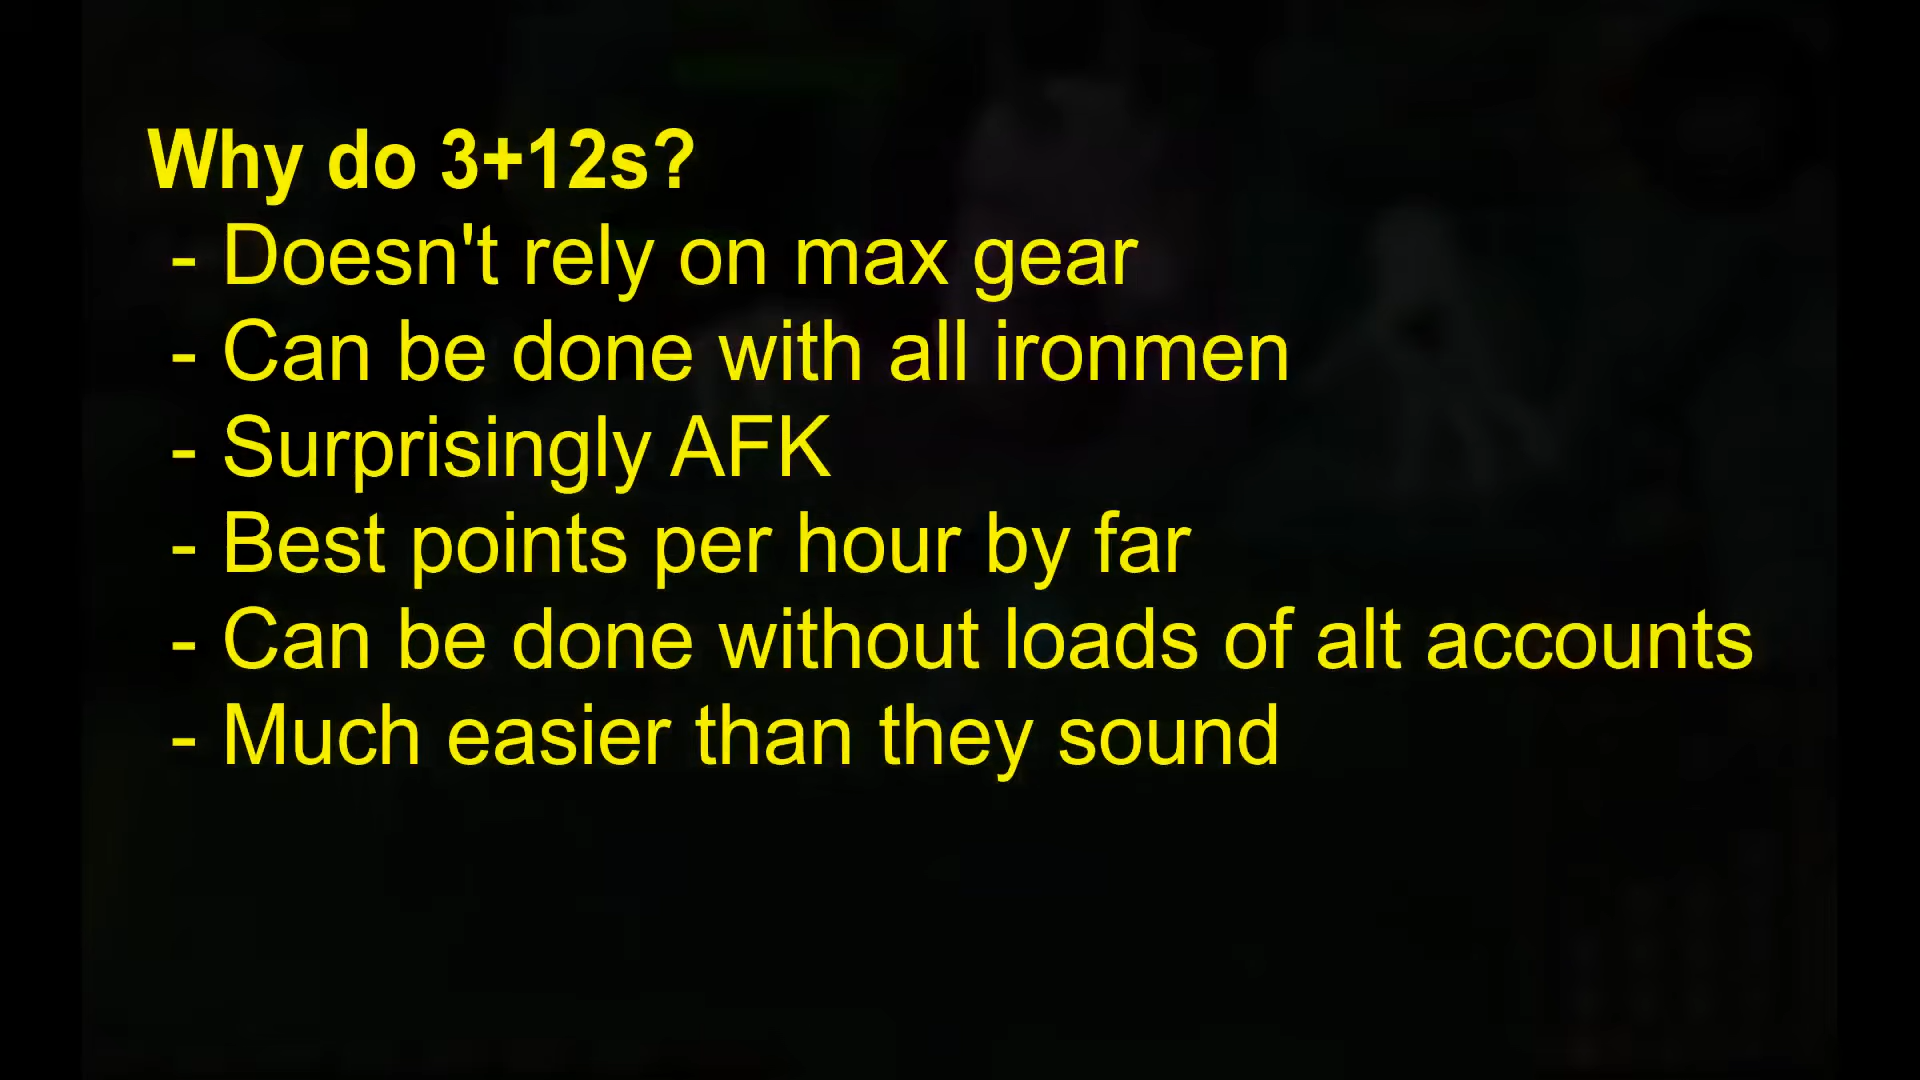 Why do 3+12s?
- Doesn't rely on max gear
- Can be done with all ironmen
- Surprisingly AFK
- Best points per hour by far
- Can be done without loads of alt accounts
- Much easier than they sound